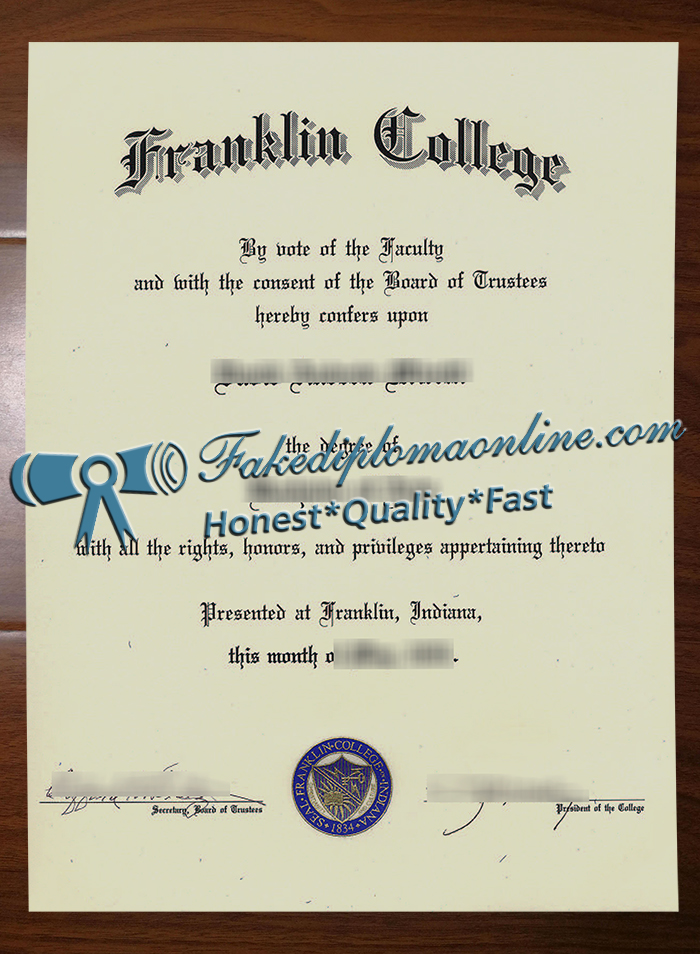 Franklin College
By vote of the Faculty
and with the consent of the Board of Trustees
hereby confers upon
the degree of
Fakediplomaonline.com
Honest*Quality*Fast
with all the rights, honors, and privileges appertaining thereto
Presented at Franklin, Indiana,
this month o
SEAL·FRANKLIN·COLLEGE·INDIANA·
·1834·
Secretary, Board of Trustees
President of the College